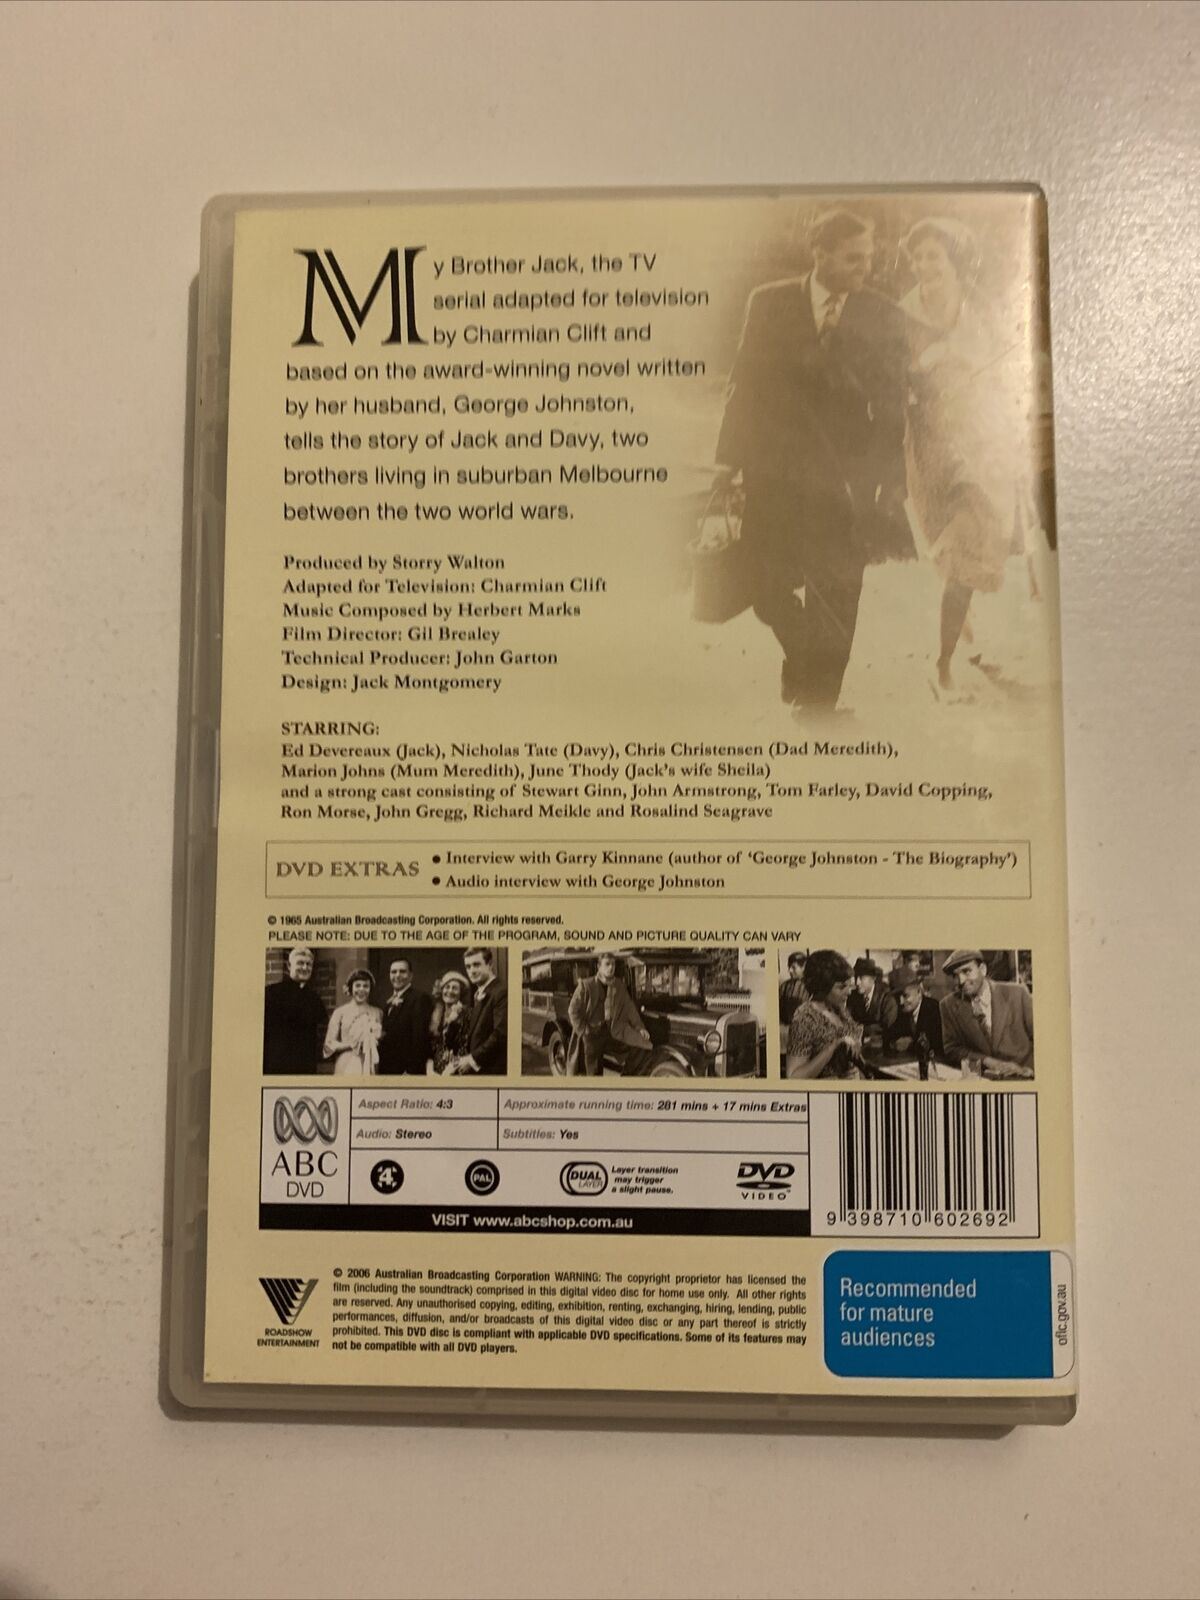 My Brother Jack, the TV
serial adapted for television
by Charmian Clift and
based on the award-winning novel written
by her husband, George Johnston,
tells the story of Jack and Davy, two
brothers living in suburban Melbourne
between the two world wars.
Produced by Storry Walton
Adapted for Television: Charmian Clift
Music Composed by Herbert Marks
Film Director: Gil Brealey
Technical Producer: John Garton
Design: Jack Montgomery
STARRING:
Ed Devereaux (Jack), Nicholas Tate (Davy), Chris Christensen (Dad Meredith),
Marion Johns (Mum Meredith), June Thody (Jack's wife Sheila)
and a strong cast consisting of Stewart Ginn, John Armstrong, Tom Farley, David Copping,
Ron Morse, John Gregg, Richard Meikle and Rosalind Seagrave
DVD EXTRAS
• Interview with Garry Kinnane (author of 'George Johnston - The Biography')
• Audio interview with George Johnston
© 1965 Australian Broadcasting Corporation. All rights reserved.
PLEASE NOTE: DUE TO THE AGE OF THE PROGRAM, SOUND AND PICTURE QUALITY CAN VARY
ABC
DVD
Aspect Ratio: 4:3
Approximate running time: 281 mins + 17 mins Extras
Audio: Stereo
Subtitles: Yes
4
PAL
DUAL
LAYER
Layer transition
may trigger
a slight pause.
DVD
VIDEO™
VISIT www.abcshop.com.au
9 398710 602692
ROADSHOW
ENTERTAINMENT
© 2006 Australian Broadcasting Corporation WARNING: The copyright proprietor has licensed the
film (including the soundtrack) comprised in this digital video disc for home use only. All other rights
are reserved. Any unauthorised copying, editing, exhibition, renting, exchanging, hiring, lending, public
performances, diffusion, and/or broadcasts of this digital video disc or any part thereof is strictly
prohibited. This DVD disc is compliant with applicable DVD specifications. Some of its features may
not be compatible with all DVD players.
Recommended
for mature
audiences
oflc.gov.au